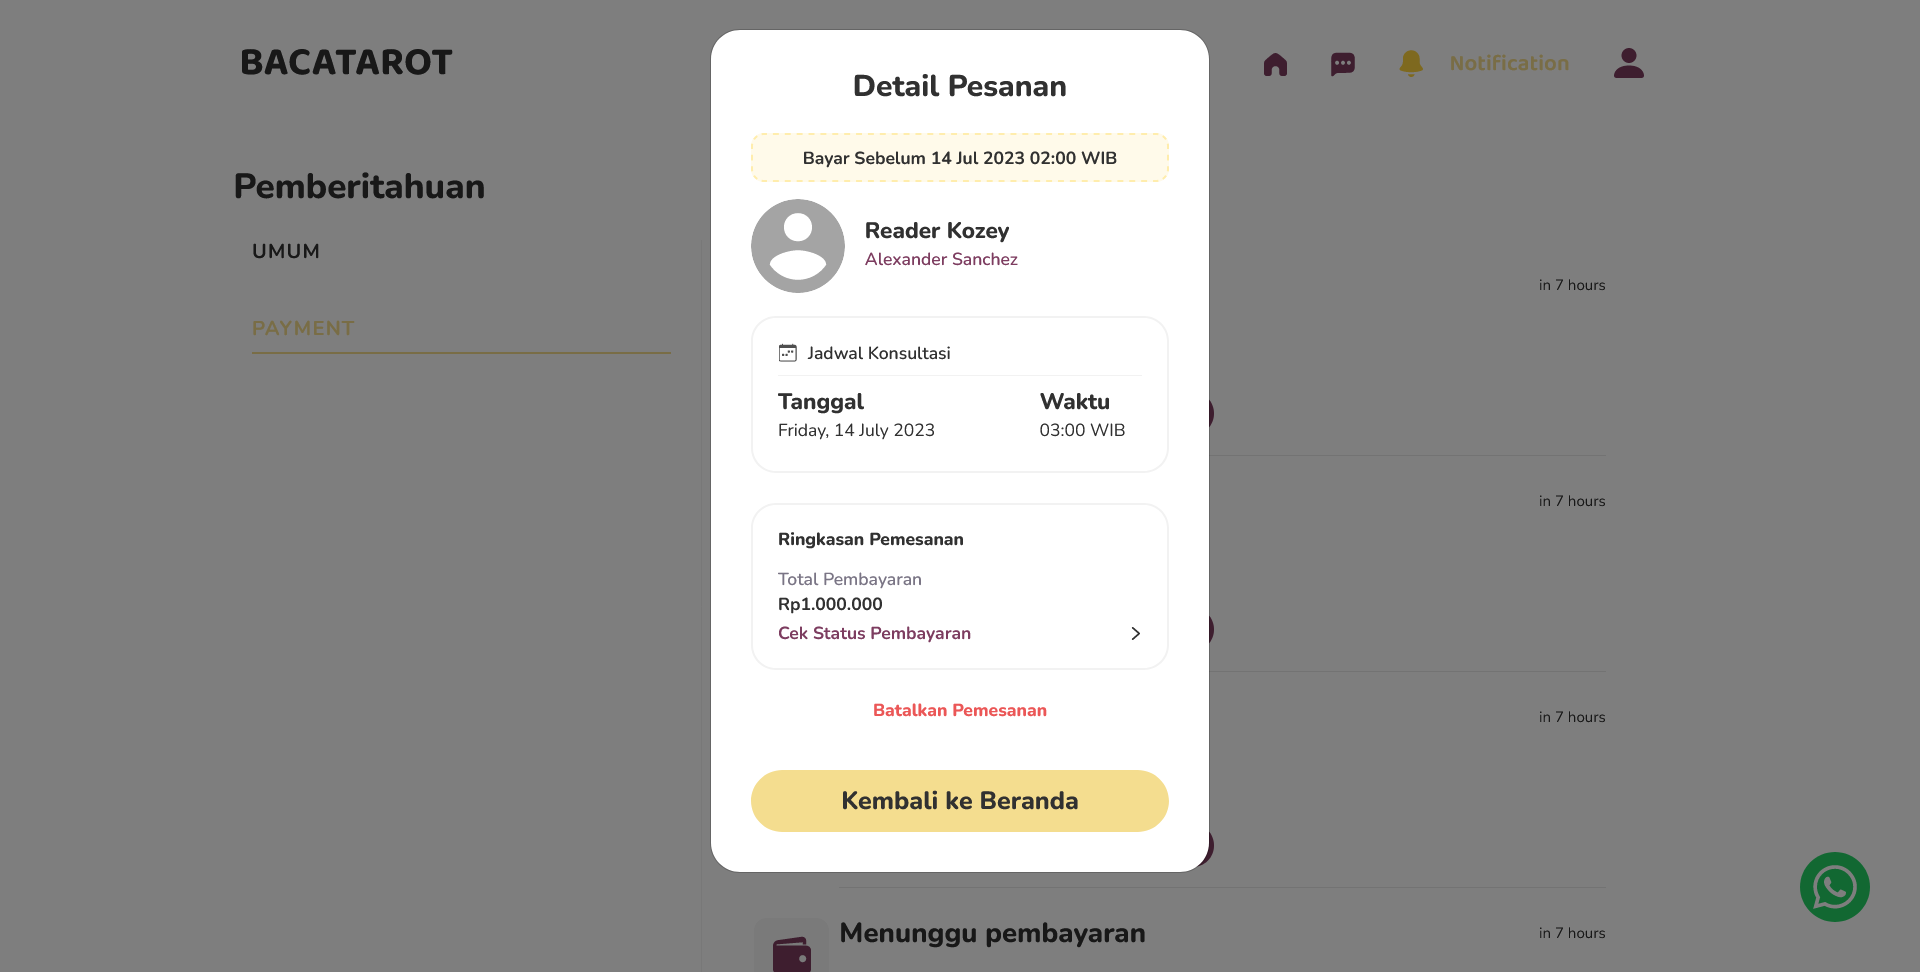 BACATAROT
Notification
Pemberitahuan
UMUM
PAYMENT
Detail Pesanan
Bayar Sebelum 14 Jul 2023 02:00 WIB
Reader Kozey
Alexander Sanchez
Jadwal Konsultasi
Tanggal
Waktu
Friday, 14 July 2023
03:00 WIB
Ringkasan Pemesanan
Total Pembayaran
Rp1.000.000
Cek Status Pembayaran
Batalkan Pemesanan
Kembali ke Beranda
in 7 hours
in 7 hours
in 7 hours
Menunggu pembayaran
in 7 hours